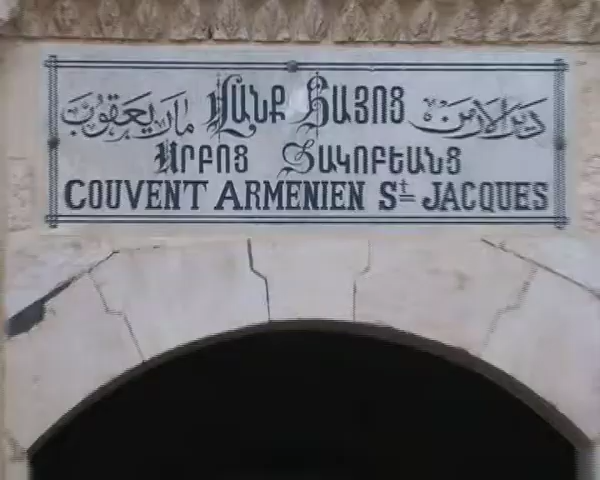 دير الارمن مار يعقوب
ՎԱՆՔ ՀԱՅՈՑ
ՍՐԲՈՑ ՅԱԿՈԲԵԱՆՑ
COUVENT ARMENIEN St JACQUES